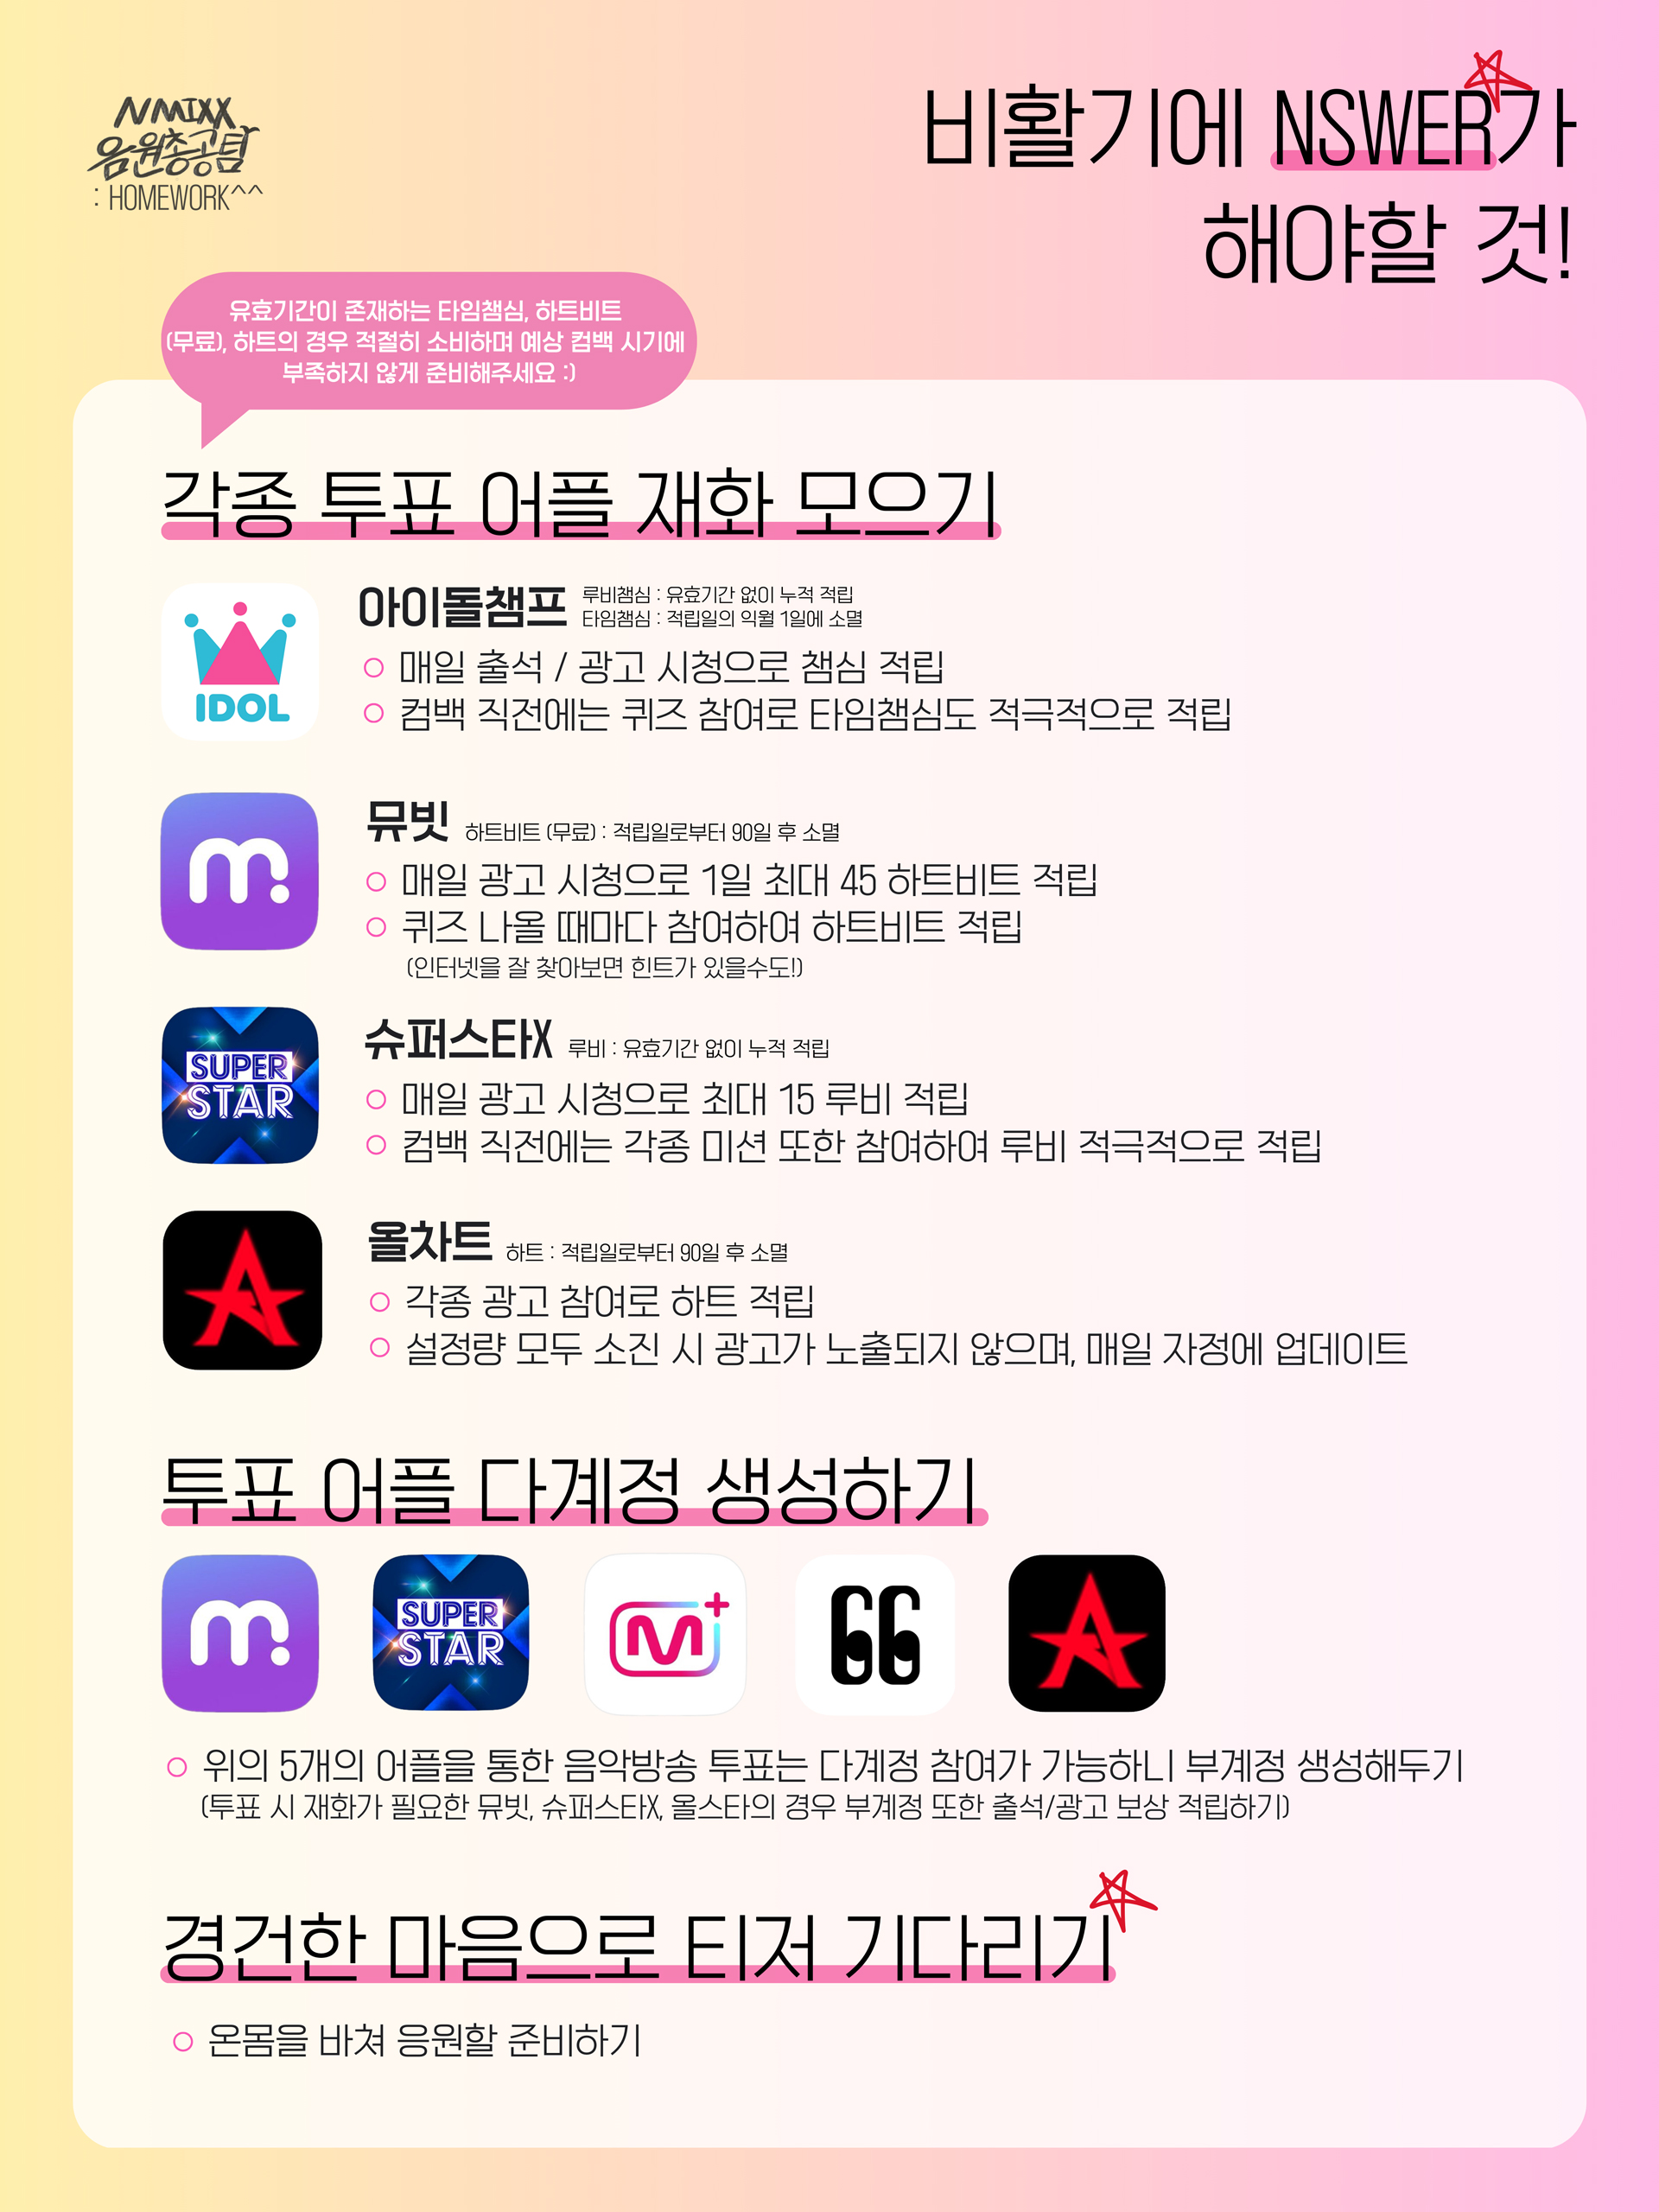 NMIXX
음원총공팀
: HOMEWORK^^
비활기에 NSWER가
해야할 것!
유효기간이 존재하는 타임챔심, 하트비트
(무료), 하트의 경우 적절히 소비하며 예상 컴백 시기에
부족하지 않게 준비해주세요 :)
각종 투표 어플 재화 모으기
IDOL
아이돌챔프
루비챔심 : 유효기간 없이 누적 적립
타임챔심 : 적립일의 익월 1일에 소멸
매일 출석 / 광고 시청으로 챔심 적립
컴백 직전에는 퀴즈 참여로 타임챔심도 적극적으로 적립
m
뮤빗 하트비트 (무료) : 적립일로부터 90일 후 소멸
매일 광고 시청으로 1일 최대 45 하트비트 적립
퀴즈 나올 때마다 참여하여 하트비트 적립
(인터넷을 잘 찾아보면 힌트가 있을수도!)
SUPER
STAR
슈퍼스타X 루비 : 유효기간 없이 누적 적립
매일 광고 시청으로 최대 15 루비 적립
컴백 직전에는 각종 미션 또한 참여하여 루비 적극적으로 적립
A
올차트 하트 : 적립일로부터 90일 후 소멸
각종 광고 참여로 하트 적립
설정량 모두 소진 시 광고가 노출되지 않으며, 매일 자정에 업데이트
투표 어플 다계정 생성하기
m
SUPER
STAR
M+
A
위의 5개의 어플을 통한 음악방송 투표는 다계정 참여가 가능하니 부계정 생성해두기
(투표 시 재화가 필요한 뮤빗, 슈퍼스타X, 올스타의 경우 부계정 또한 출석/광고 보상 적립하기)
경건한 마음으로 티저 기다리기
온몸을 바쳐 응원할 준비하기